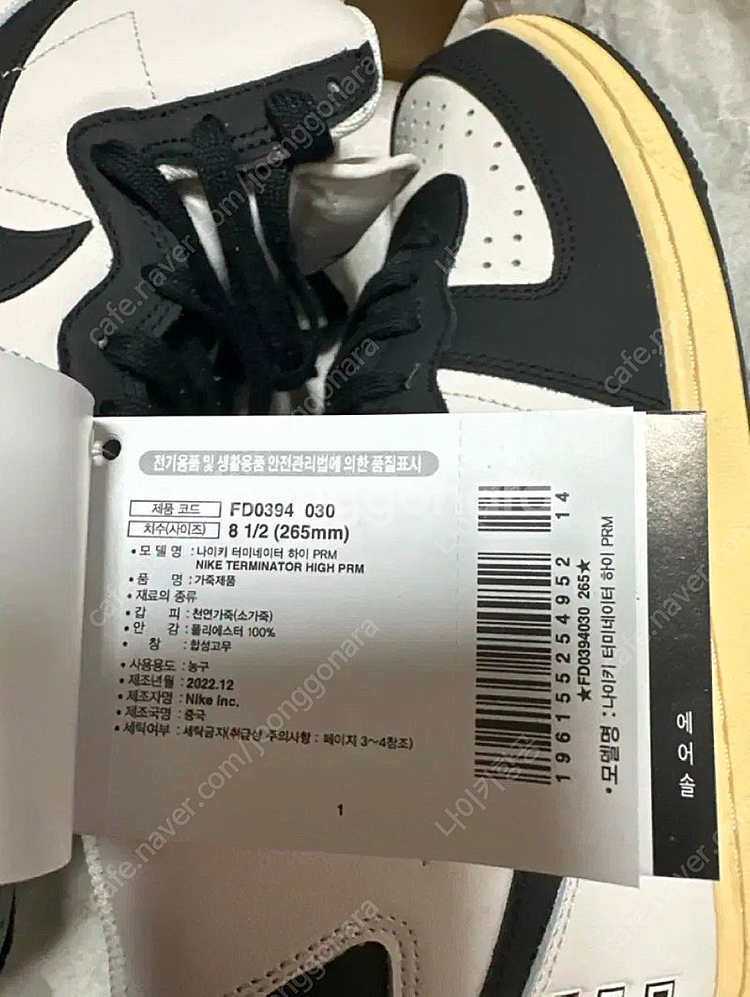 전기용품 및 생활용품 안전관리법에 의한 품질표시
제품 코드 FD0394 030
치수(사이즈) 8 1/2 (265mm)
• 모 델 명 : 나이키 터미네이터 하이 PRM
NIKE TERMINATOR HIGH PRM
• 품 명 : 가죽제품
• 재료의 종류
• 갑 피 : 천연가죽(소가죽)
• 안 감 : 폴리에스터 100%
• 창 : 합성고무
• 사용용도 : 농구
• 제조년월 : 2022.12
• 제조자명 : Nike Inc.
• 제조국명 : 중국
• 세탁여부 : 세탁금지(취급상 주의사항 : 페이지 3~4참조)
1
14
196155254952
★FD0394030 265★
• 모델명 : 나이키 터미네이터 하이 PRM
에어솔
cafe.naver.com/joonggonara
cafe.naver.com/joonggonara
cafe.naver.com/joonggonara
cafe.naver